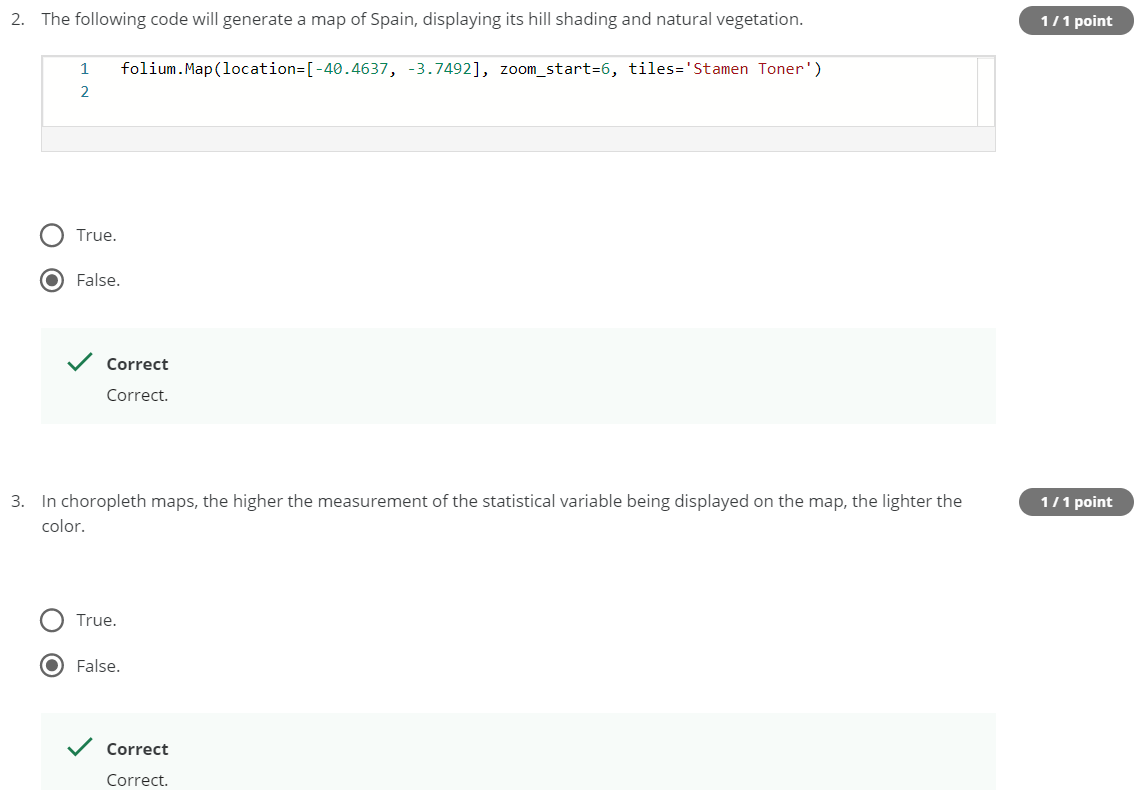 2. The following code will generate a map of Spain, displaying its hill shading and natural vegetation.
1 / 1 point
1 folium.Map(location=[-40.4637, -3.7492], zoom_start=6, tiles='Stamen Toner')
2
True.
False.
Correct
Correct.
3. In choropleth maps, the higher the measurement of the statistical variable being displayed on the map, the lighter the
color.
1 / 1 point
True.
False.
Correct
Correct.